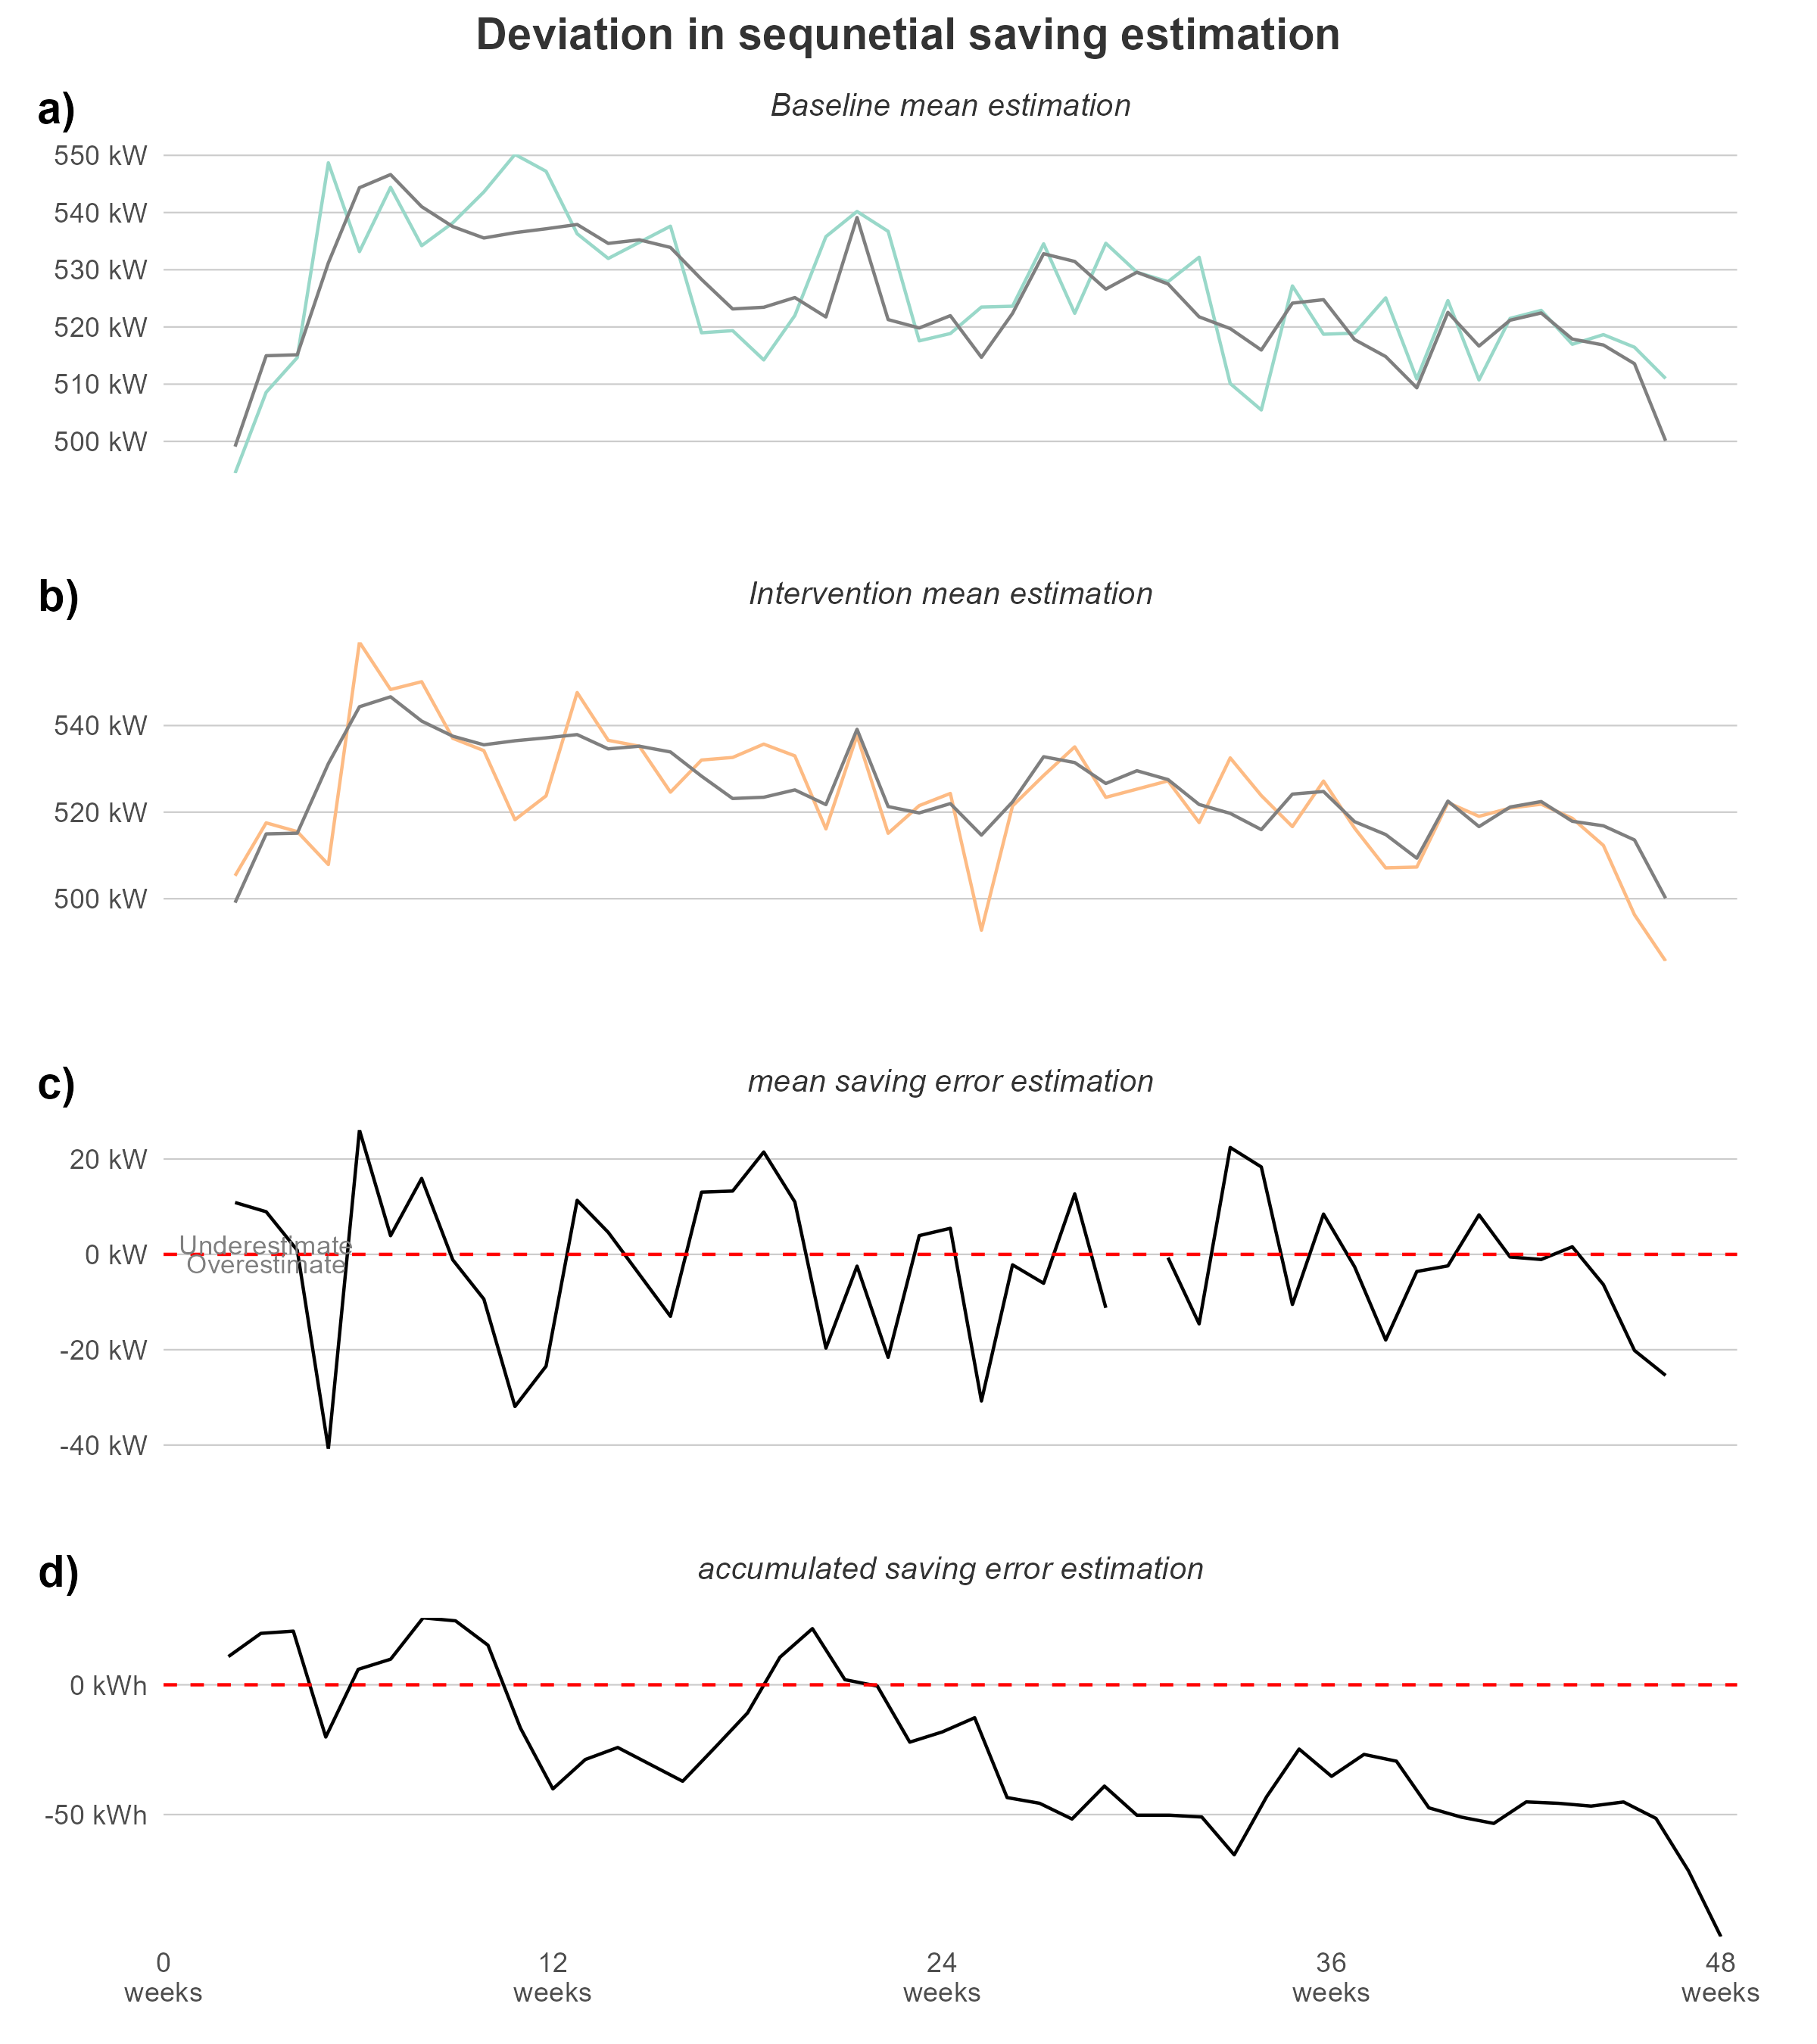 Deviation in sequnetial saving estimation
a)
Baseline mean estimation
550 kW
540 kW
530 kW
520 kW
510 kW
500 kW
b)
Intervention mean estimation
540 kW
520 kW
500 kW
c)
mean saving error estimation
20 kW
Underestimate
0 kW
Overestimate
-20 kW
-40 kW
d)
accumulated saving error estimation
0 kWh
-50 kWh
0 12 24 36 48
weeks weeks weeks weeks weeks